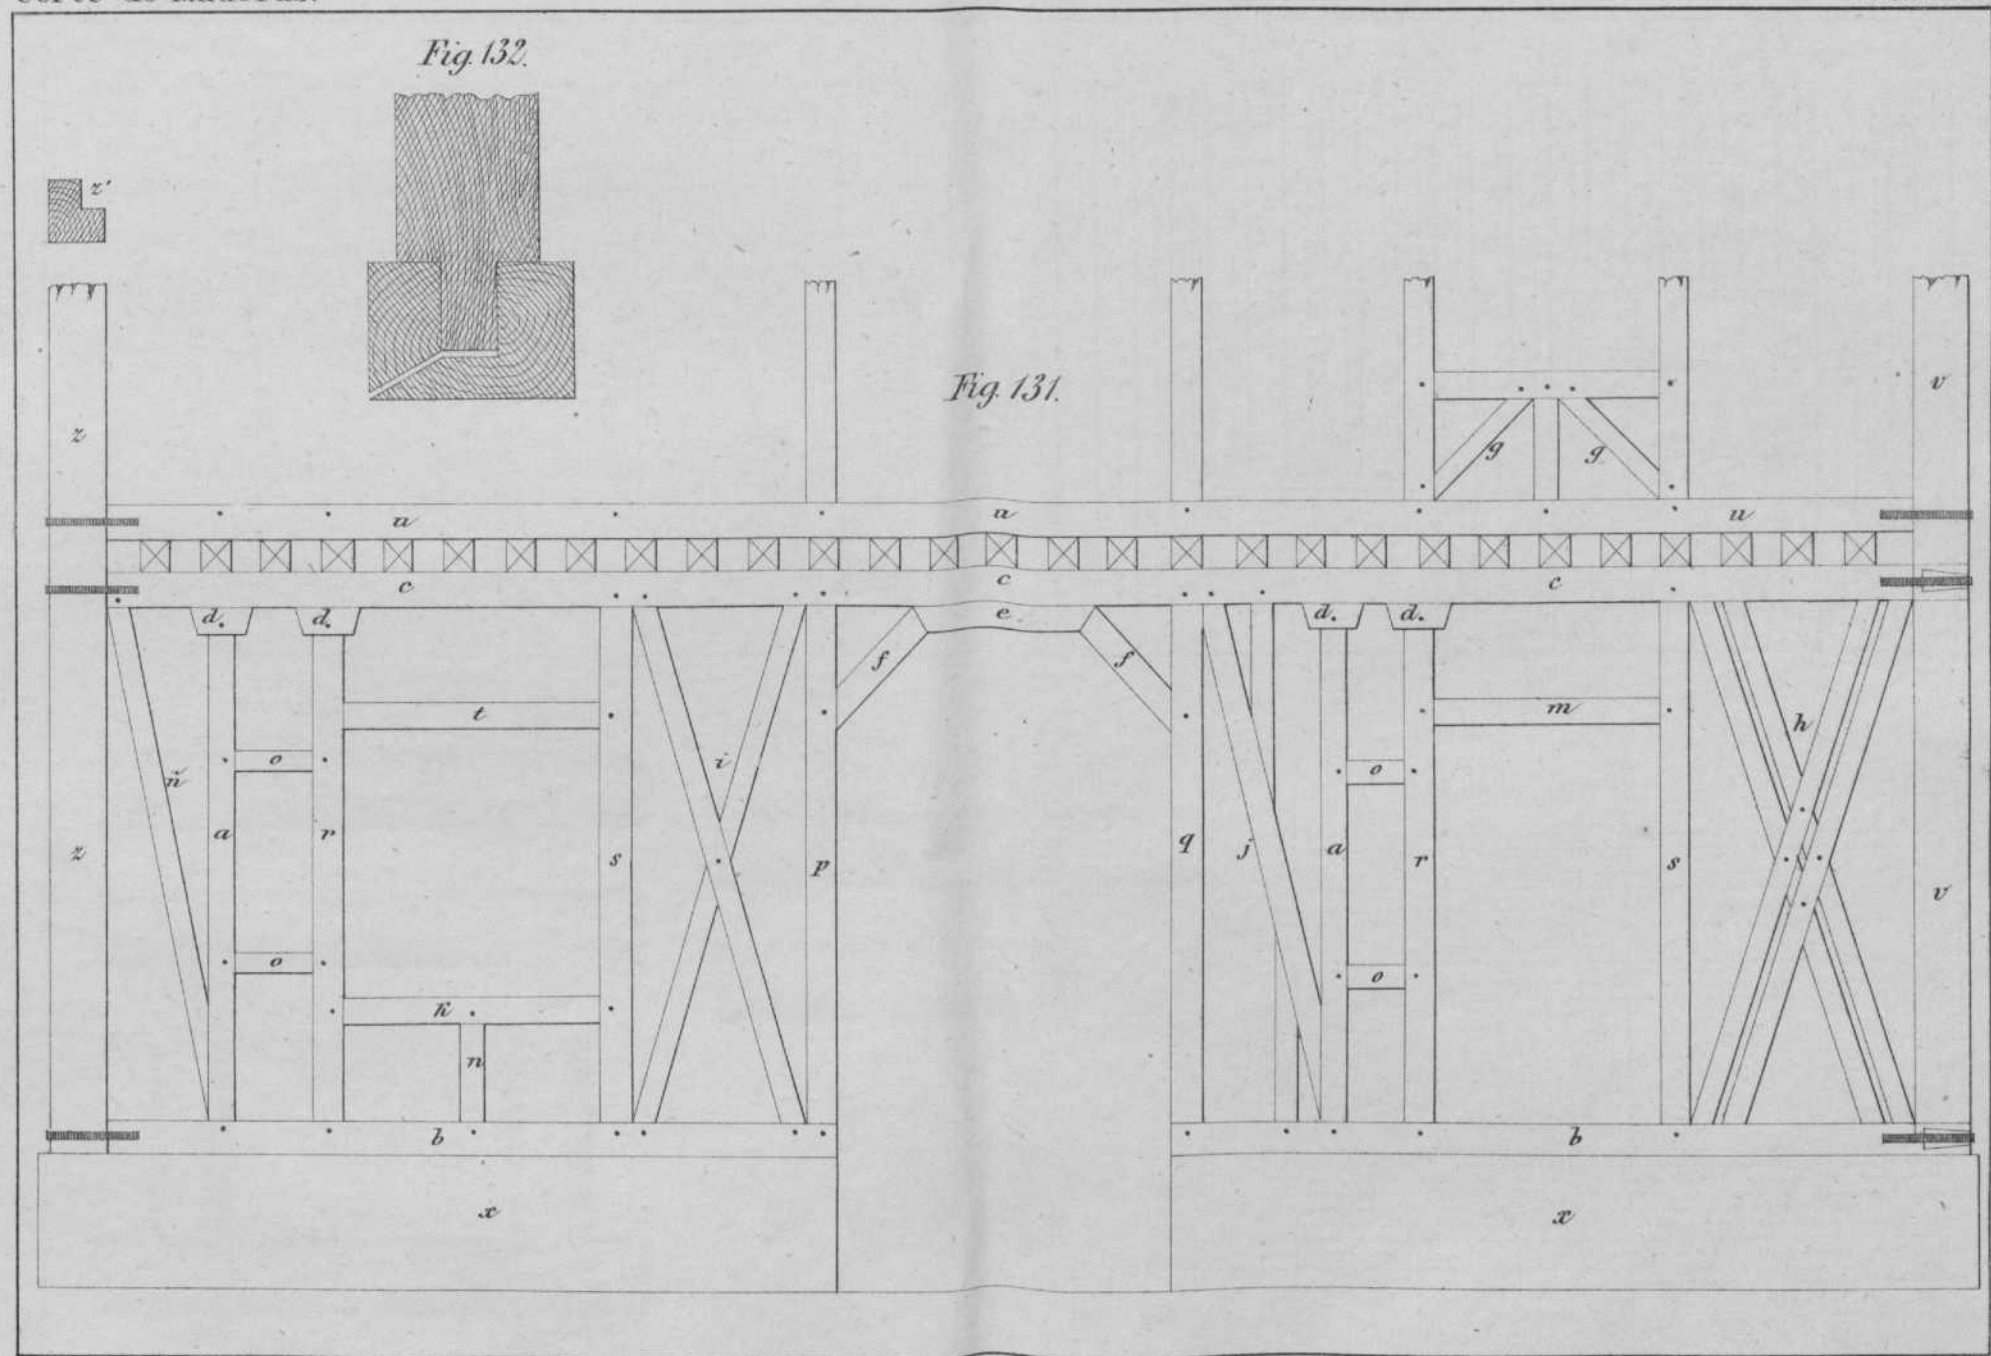 Fig. 132.
z'
Fig. 131.
z
v
g g
u u u
c c c
d. d. e d. d.
f f
t m
i h
o o
ñ
a r s p q j a r s
z v
o o
k
n
b b
x x